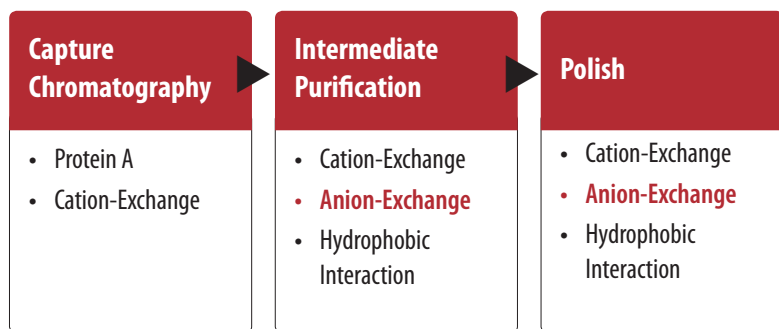 Capture
Chromatography
• Protein A
• Cation-Exchange
Intermediate
Purification
• Cation-Exchange
• Anion-Exchange
• Hydrophobic
Interaction
Polish
• Cation-Exchange
• Anion-Exchange
• Hydrophobic
Interaction